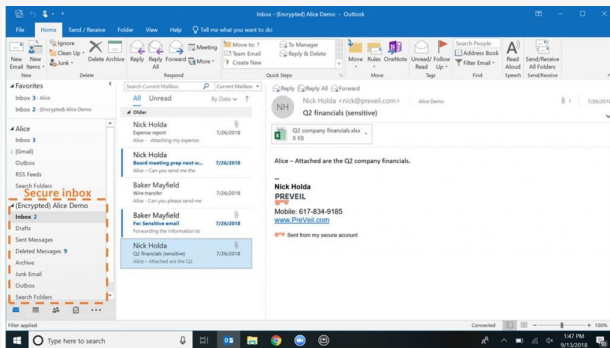 Inbox - (Encrypted) Alice Demo - Outlook
File Home Send / Receive Folder View Help Tell me what you want to do
New Email
New Items
Ignore
Clean Up
Junk
Delete
Archive
Reply
Reply All
Forward
Meeting
More
Move to: ?
Team Email
Create New
To Manager
Reply & Delete
Move
Rules
OneNote
Unread/ Read
Follow Up
Search People
Address Book
Filter Email
Read Aloud
Send/Receive All Folders
New Delete Respond Quick Steps Move Tags Find Speech Send/Receive
Favorites
Inbox 3 - Alice
Inbox 2 - (Encrypted) Alice Demo
Alice
Inbox 3
[Gmail]
Outbox
RSS Feeds
Search Folders
Secure inbox
(Encrypted) Alice Demo
Inbox 2
Drafts
Sent Messages
Deleted Messages 9
Archive
Junk Email
Outbox
Search Folders
Search Current Mailbox Current Mailbox
All Unread By Date
Older
Nick Holda
Expense report 7/26/2018
Alice - Attaching my expense
Nick Holda
Board meeting prep next w... 7/26/2018
Alice - Can you send me the
Baker Mayfield
Wire transfer 7/26/2018
Alice - Can you please send me
Baker Mayfield
Fw: Sensitive email 7/26/2018
Forwarding the information to
Nick Holda
Q2 financials (sensitive) 7/26/2018
Alice – Attached are the Q2
Reply Reply All Forward
NH
Nick Holda <nick@preveil.com> Alice Demo 1 7/26/201
Q2 company financials (sensitive)
Q2 company financials.xlsx
8 KB
Alice – Attached are the Q2 company financials.
--
Nick Holda
PREVEIL
Mobile: 617-834-9185
www.PreVeil.com
Sent from my secure account
Filter applied
Connected
100%
Type here to search
1:47 PM
9/13/2018